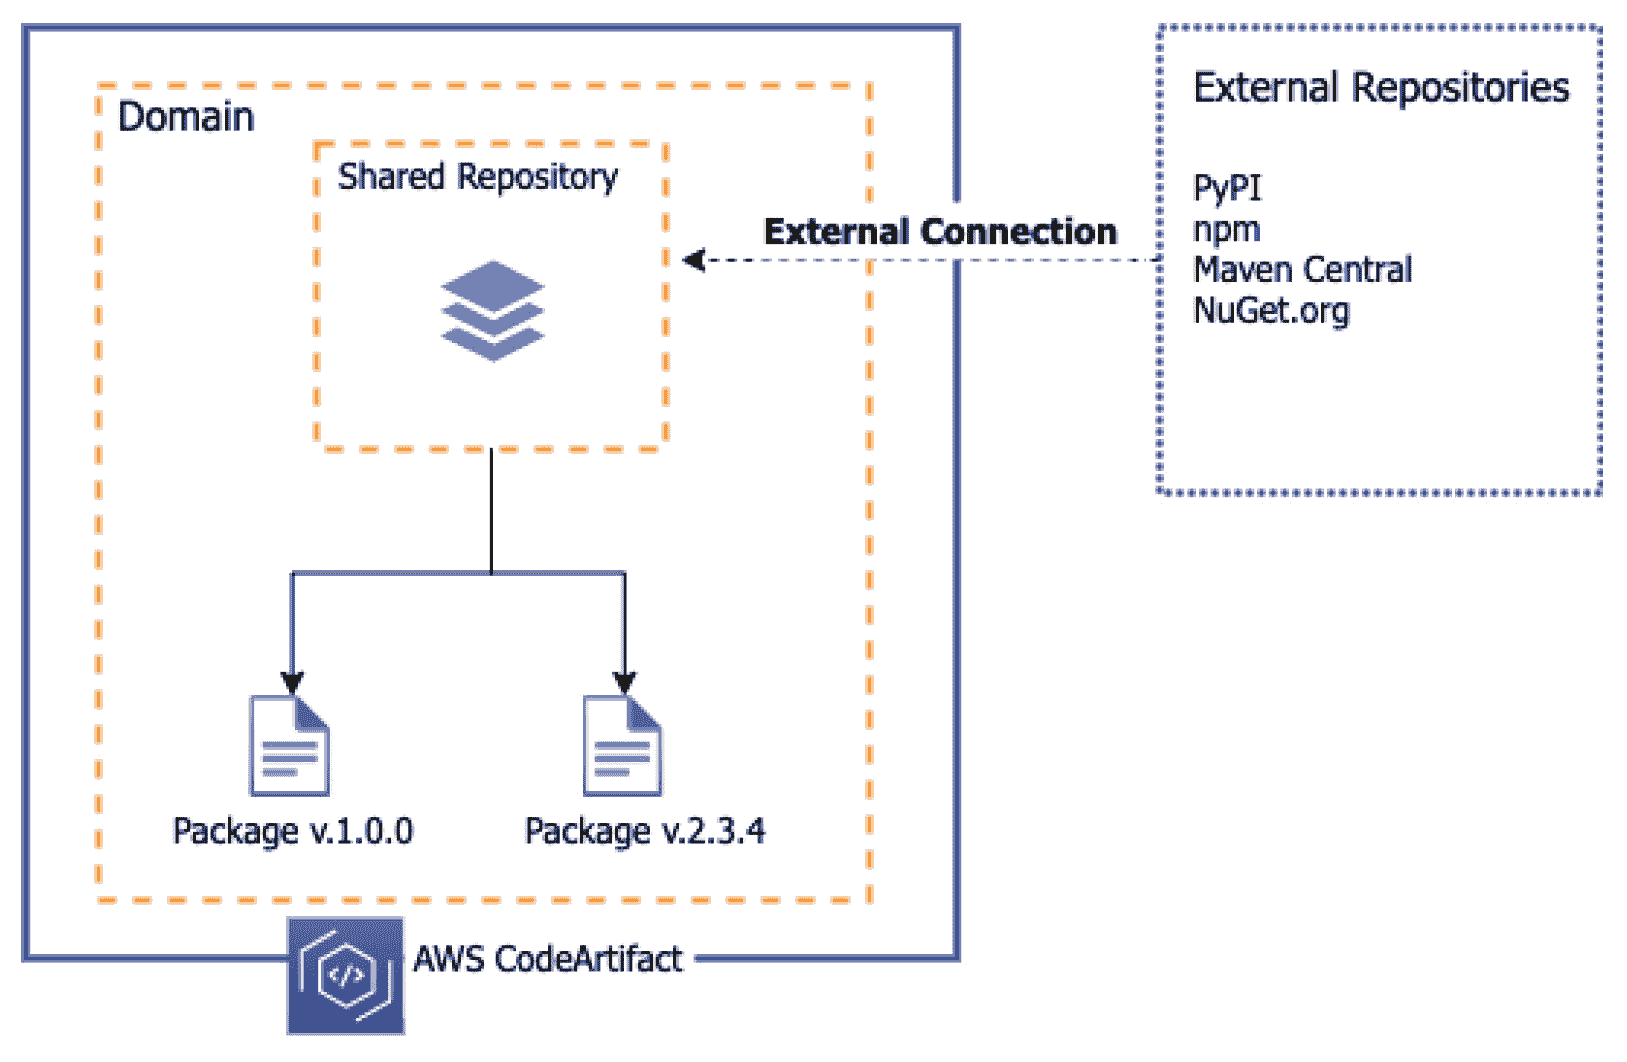 Domain
Shared Repository
External Connection
External Repositories
PyPI
npm
Maven Central
NuGet.org
Package v.1.0.0
Package v.2.3.4
</>
AWS CodeArtifact